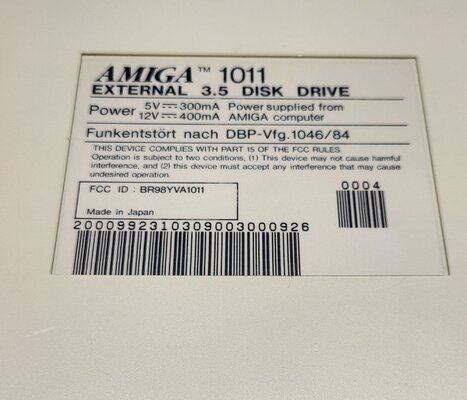 AMIGA™ 1011
EXTERNAL 3.5 DISK DRIVE
Power 5V⎓300mA Power supplied from
12V⎓400mA AMIGA computer
Funkentstört nach DBP-Vfg.1046/84
THIS DEVICE COMPLIES WITH PART 15 OF THE FCC RULES.
Operation is subject to two conditions, (1) This device may not cause harmful
interference, and (2) this device must accept any interference that may cause
undesired operation.
FCC ID : BR98YVA1011
Made in Japan
0004
20009923103090030009​26